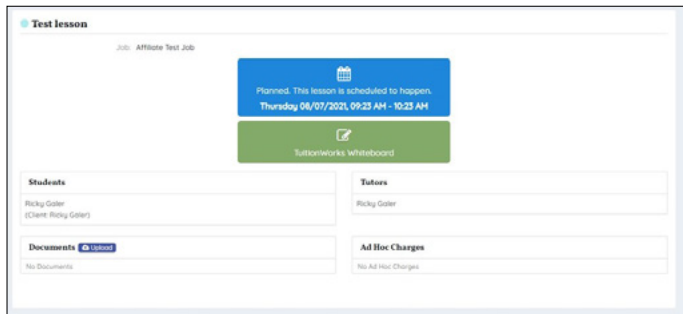 Test lesson
Job Affiliate Test Job
Planned. This lesson is scheduled to happen.
Thursday 08/07/2021, 09:23 AM - 10:23 AM
TuitionWorks Whiteboard
Students
Ricky Galer
(Client: Ricky Galer)
Tutors
Ricky Galer
Documents Upload
No Documents
Ad Hoc Charges
No Ad Hoc Charges